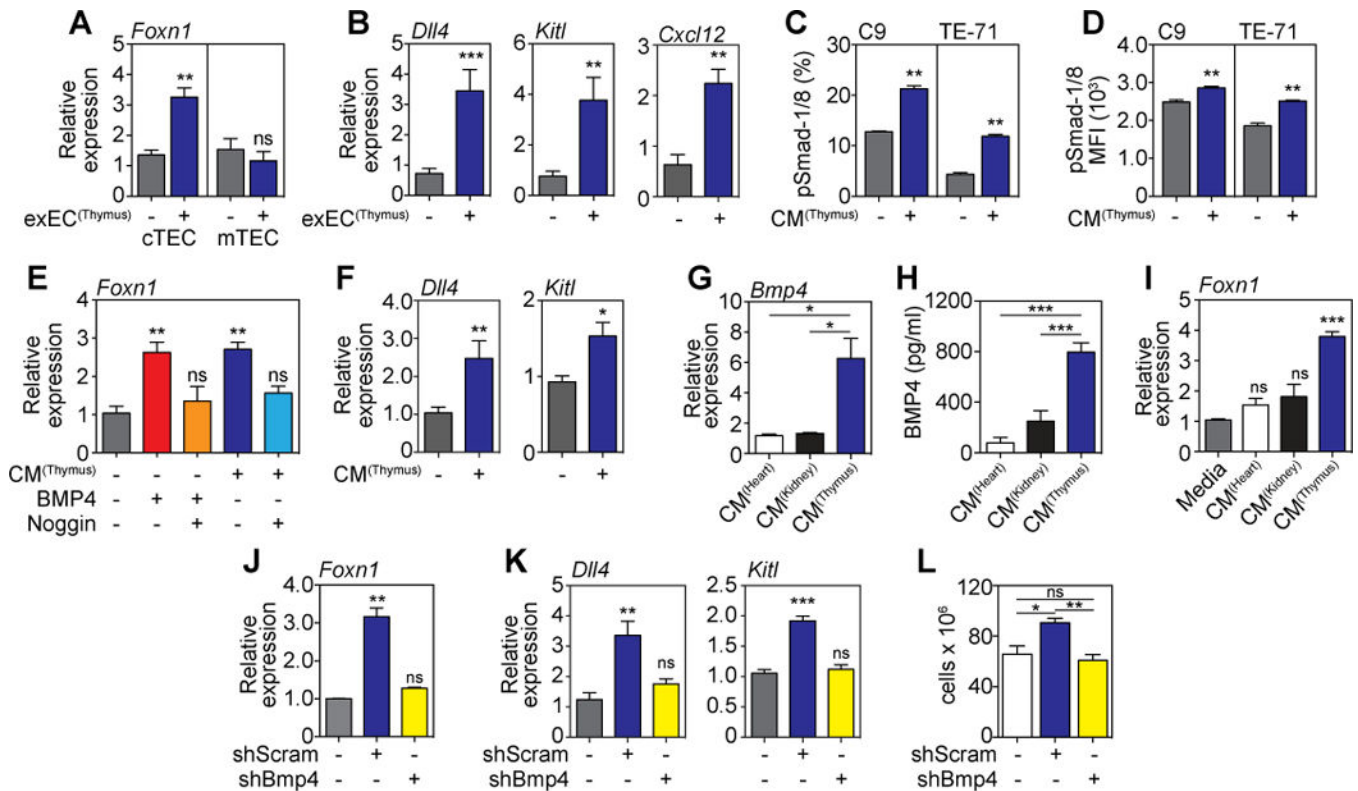 A
Foxn1
Relative expression
5
4
3
2
1
0
**
ns
exEC(Thymus) - + - +
cTEC mTEC
B
Dll4 Kitl Cxcl12
Relative expression
5
4
3
2
1
0
***
6
4
2
0
**
3
2
1
0
**
exEC(Thymus) - + - + - +
C
C9 TE-71
pSmad-1/8 (%)
30
20
10
0
**
**
CM(Thymus) - + - +
D
C9 TE-71
pSmad-1/8 MFI (10³)
4.0
3.0
2.0
1.0
0
**
**
CM(Thymus) - + - +
E
Foxn1
Relative expression
4
3
2
1
0
** ns ** ns
CM(Thymus) - - - + +
BMP4 - + + - -
Noggin - - + - +
F
Dll4 Kitl
Relative expression
4.0
3.0
2.0
1.0
0
**
2
1
0
*
CM(Thymus) - + - +
G
Bmp4
Relative expression
10
8
6
4
2
0
*
*
CM(Heart)
CM(Kidney)
CM(Thymus)
H
BMP4 (pg/ml)
1200
800
400
0
***
***
CM(Heart)
CM(Kidney)
CM(Thymus)
I
Foxn1
Relative expression
5
4
3
2
1
0
ns ns ***
Media
CM(Heart)
CM(Kidney)
CM(Thymus)
J
Foxn1
Relative expression
4.0
3.0
2.0
1.0
0
** ns
shScram - + -
shBmp4 - - +
K
Dll4 Kitl
Relative expression
5
4
3
2
1
0
** ns
2.5
2.0
1.5
1.0
0.5
0.0
*** ns
shScram - + - - + -
shBmp4 - - + - - +
L
cells x 10⁶
120
90
60
30
0
ns
* **
shScram - + -
shBmp4 - - +